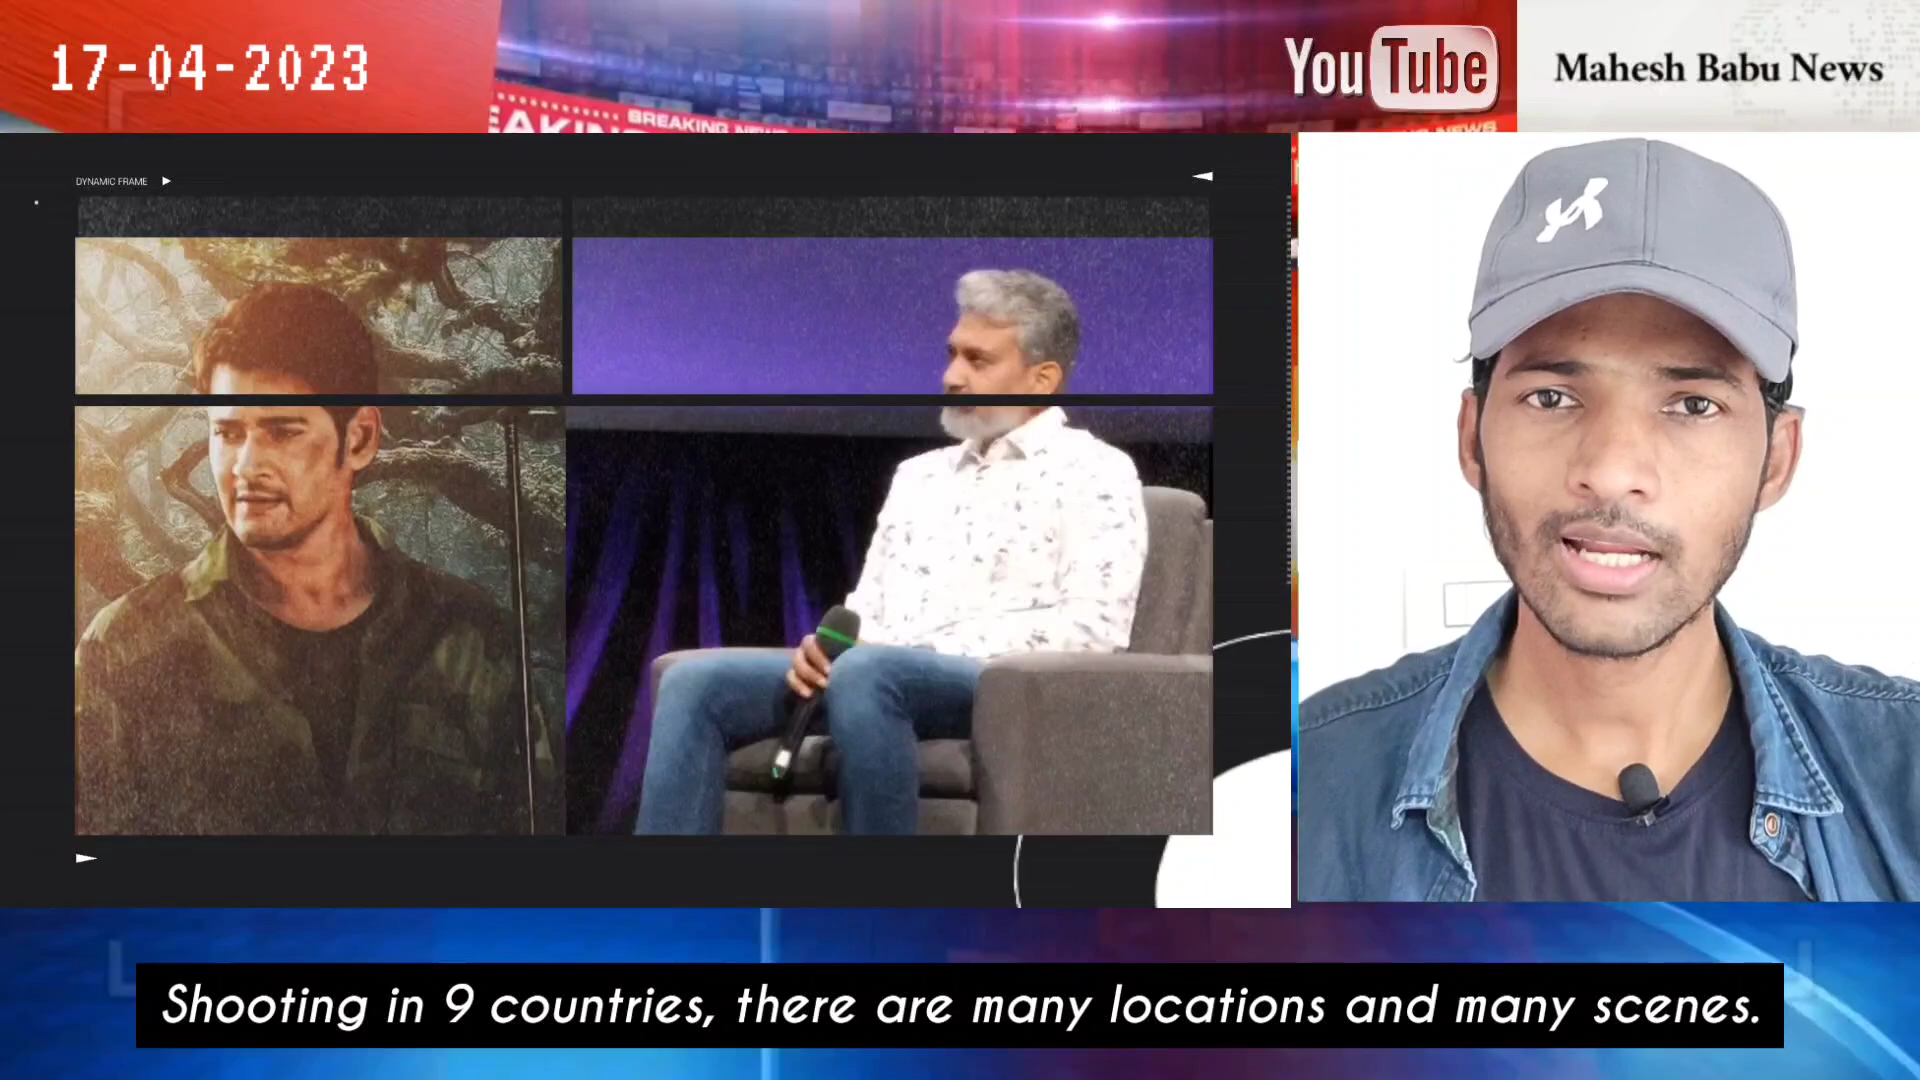 17-04-2023
YouTube
Mahesh Babu News
BREAKING NEWS
NEWS
DYNAMIC FRAME
Shooting in 9 countries, there are many locations and many scenes.